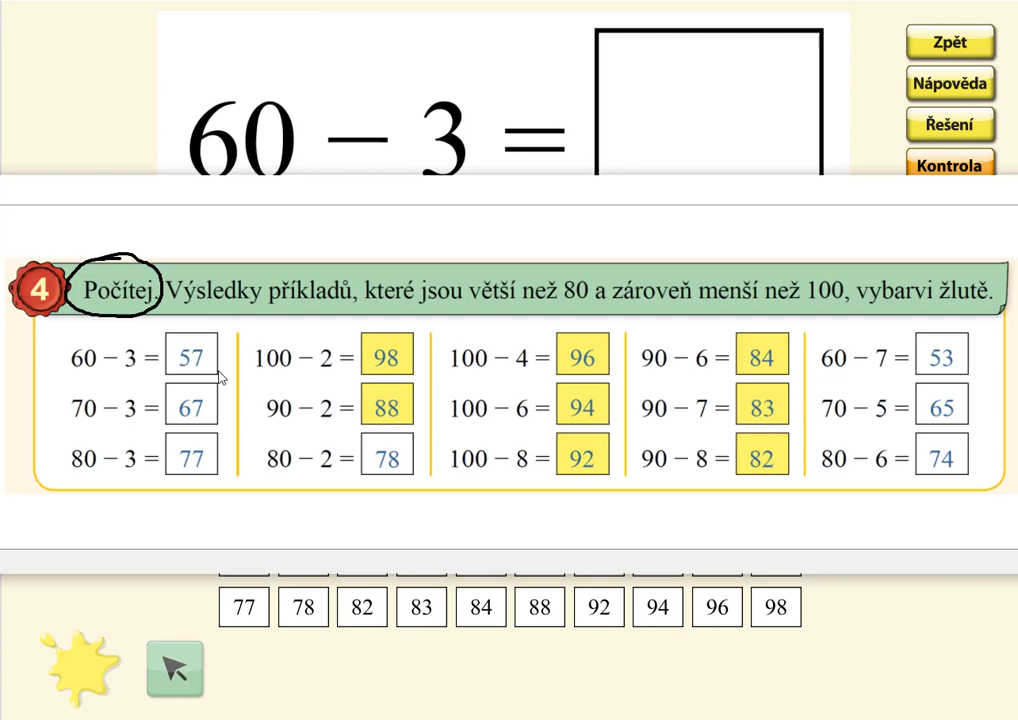 60 − 3 =
Zpět
Nápověda
Řešení
Kontrola
4 Počítej. Výsledky příkladů, které jsou větší než 80 a zároveň menší než 100, vybarvi žlutě.
60 − 3 = 57 100 − 2 = 98 100 − 4 = 96 90 − 6 = 84 60 − 7 = 53
70 − 3 = 67 90 − 2 = 88 100 − 6 = 94 90 − 7 = 83 70 − 5 = 65
80 − 3 = 77 80 − 2 = 78 100 − 8 = 92 90 − 8 = 82 80 − 6 = 74
77 78 82 83 84 88 92 94 96 98